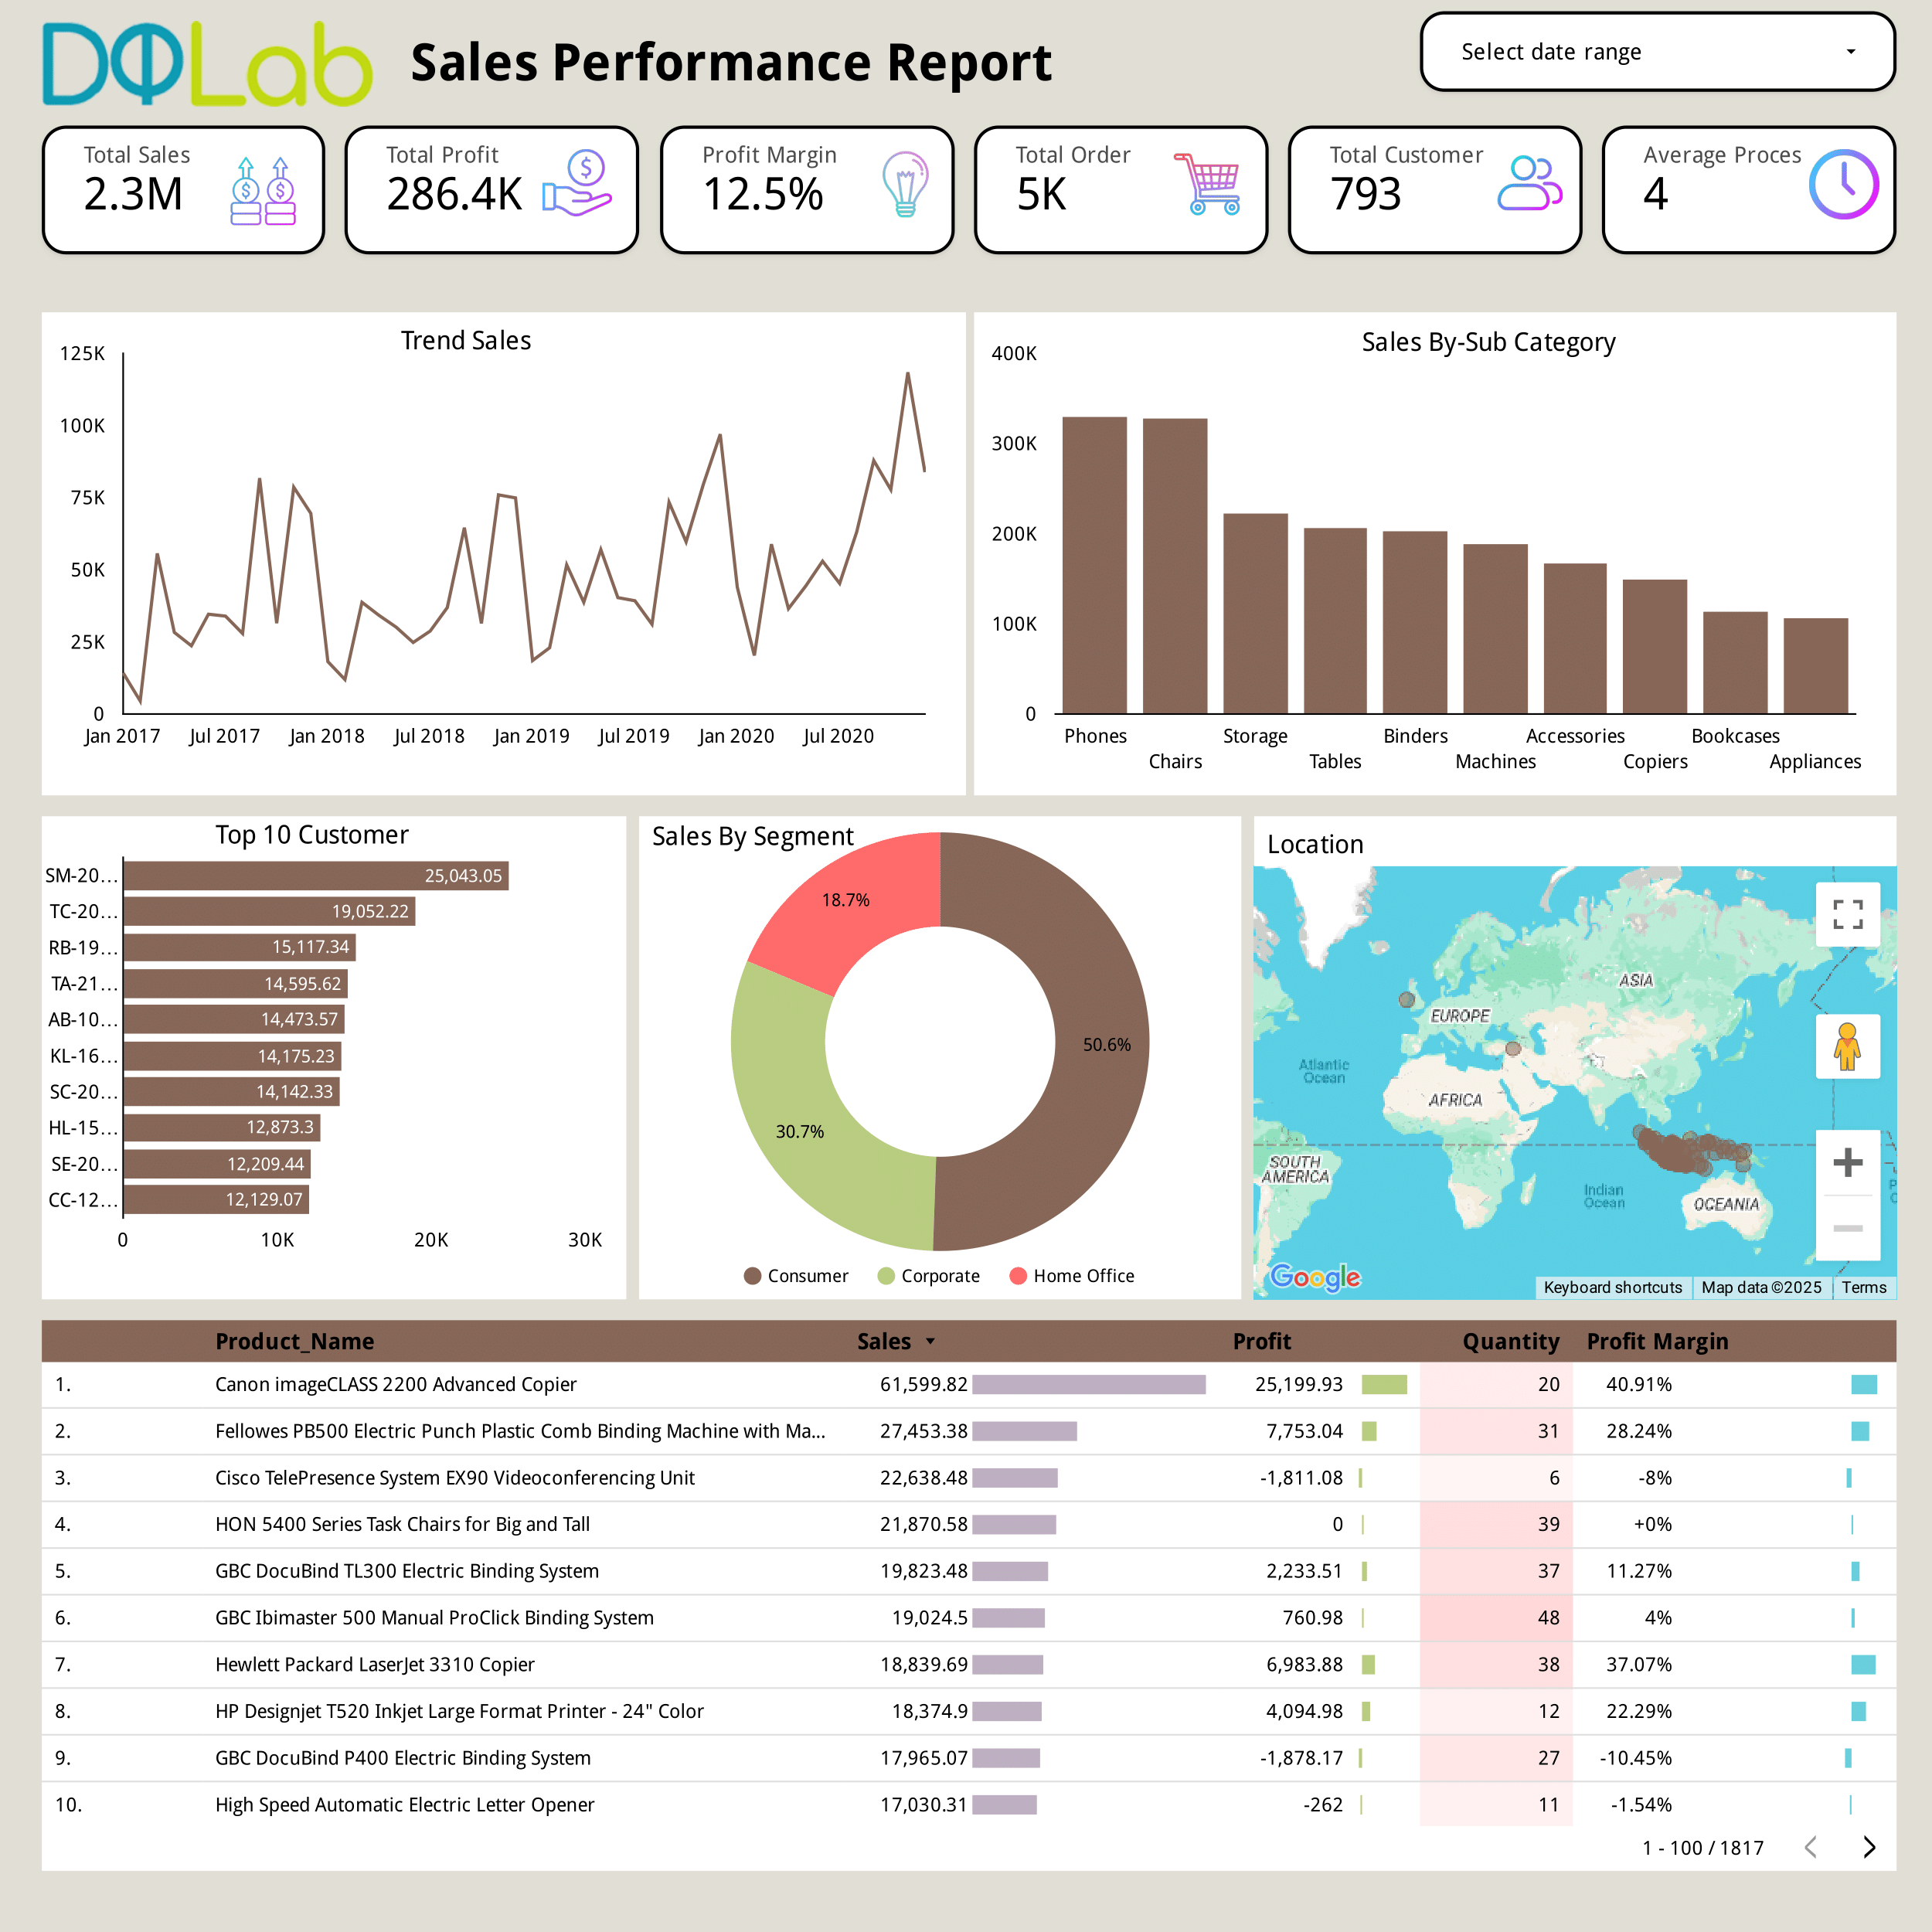 DQLab
Sales Performance Report
Select date range
Total Sales
2.3M
Total Profit
286.4K
Profit Margin
12.5%
Total Order
5K
Total Customer
793
Average Proces
4
Trend Sales
125K
100K
75K
50K
25K
0
Jan 2017 Jul 2017 Jan 2018 Jul 2018 Jan 2019 Jul 2019 Jan 2020 Jul 2020
Sales By-Sub Category
400K
300K
200K
100K
0
Phones Storage Binders Accessories Bookcases
Chairs Tables Machines Copiers Appliances
Top 10 Customer
SM-20... 25,043.05
TC-20... 19,052.22
RB-19... 15,117.34
TA-21... 14,595.62
AB-10... 14,473.57
KL-16... 14,175.23
SC-20... 14,142.33
HL-15... 12,873.3
SE-20... 12,209.44
CC-12... 12,129.07
0 10K 20K 30K
Sales By Segment
18.7%
50.6%
30.7%
Consumer Corporate Home Office
Location
ASIA
EUROPE
Atlantic
Ocean
AFRICA
SOUTH
AMERICA
Indian
Ocean
OCEANIA
Google
Keyboard shortcuts Map data ©2025 Terms
Product_Name Sales Profit Quantity Profit Margin
1. Canon imageCLASS 2200 Advanced Copier 61,599.82 25,199.93 20 40.91%
2. Fellowes PB500 Electric Punch Plastic Comb Binding Machine with Ma... 27,453.38 7,753.04 31 28.24%
3. Cisco TelePresence System EX90 Videoconferencing Unit 22,638.48 -1,811.08 6 -8%
4. HON 5400 Series Task Chairs for Big and Tall 21,870.58 0 39 +0%
5. GBC DocuBind TL300 Electric Binding System 19,823.48 2,233.51 37 11.27%
6. GBC Ibimaster 500 Manual ProClick Binding System 19,024.5 760.98 48 4%
7. Hewlett Packard LaserJet 3310 Copier 18,839.69 6,983.88 38 37.07%
8. HP Designjet T520 Inkjet Large Format Printer - 24" Color 18,374.9 4,094.98 12 22.29%
9. GBC DocuBind P400 Electric Binding System 17,965.07 -1,878.17 27 -10.45%
10. High Speed Automatic Electric Letter Opener 17,030.31 -262 11 -1.54%
1 - 100 / 1817